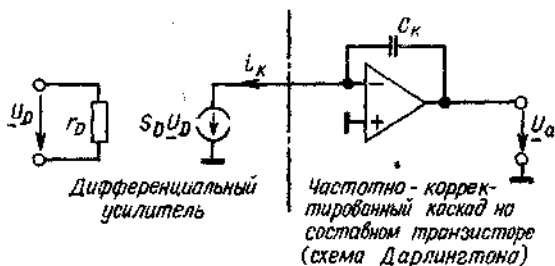 C_K
i_K
U_D
r_D
S_D U_D
−
+
U_a
Дифференциальный
усилитель
Частотно-коррек-
тированный каскад на
составном транзисторе
(схема Дарлингтона)